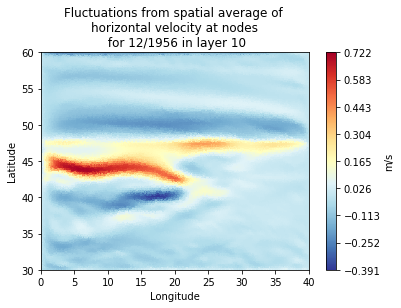 Fluctuations from spatial average of
horizontal velocity at nodes
for 12/1956 in layer 10
60
55
50
45
40
35
30
Latitude
0 5 10 15 20 25 30 35 40
Longitude
0.722
0.583
0.443
0.304
0.165
0.026
−0.113
−0.252
−0.391
m/s